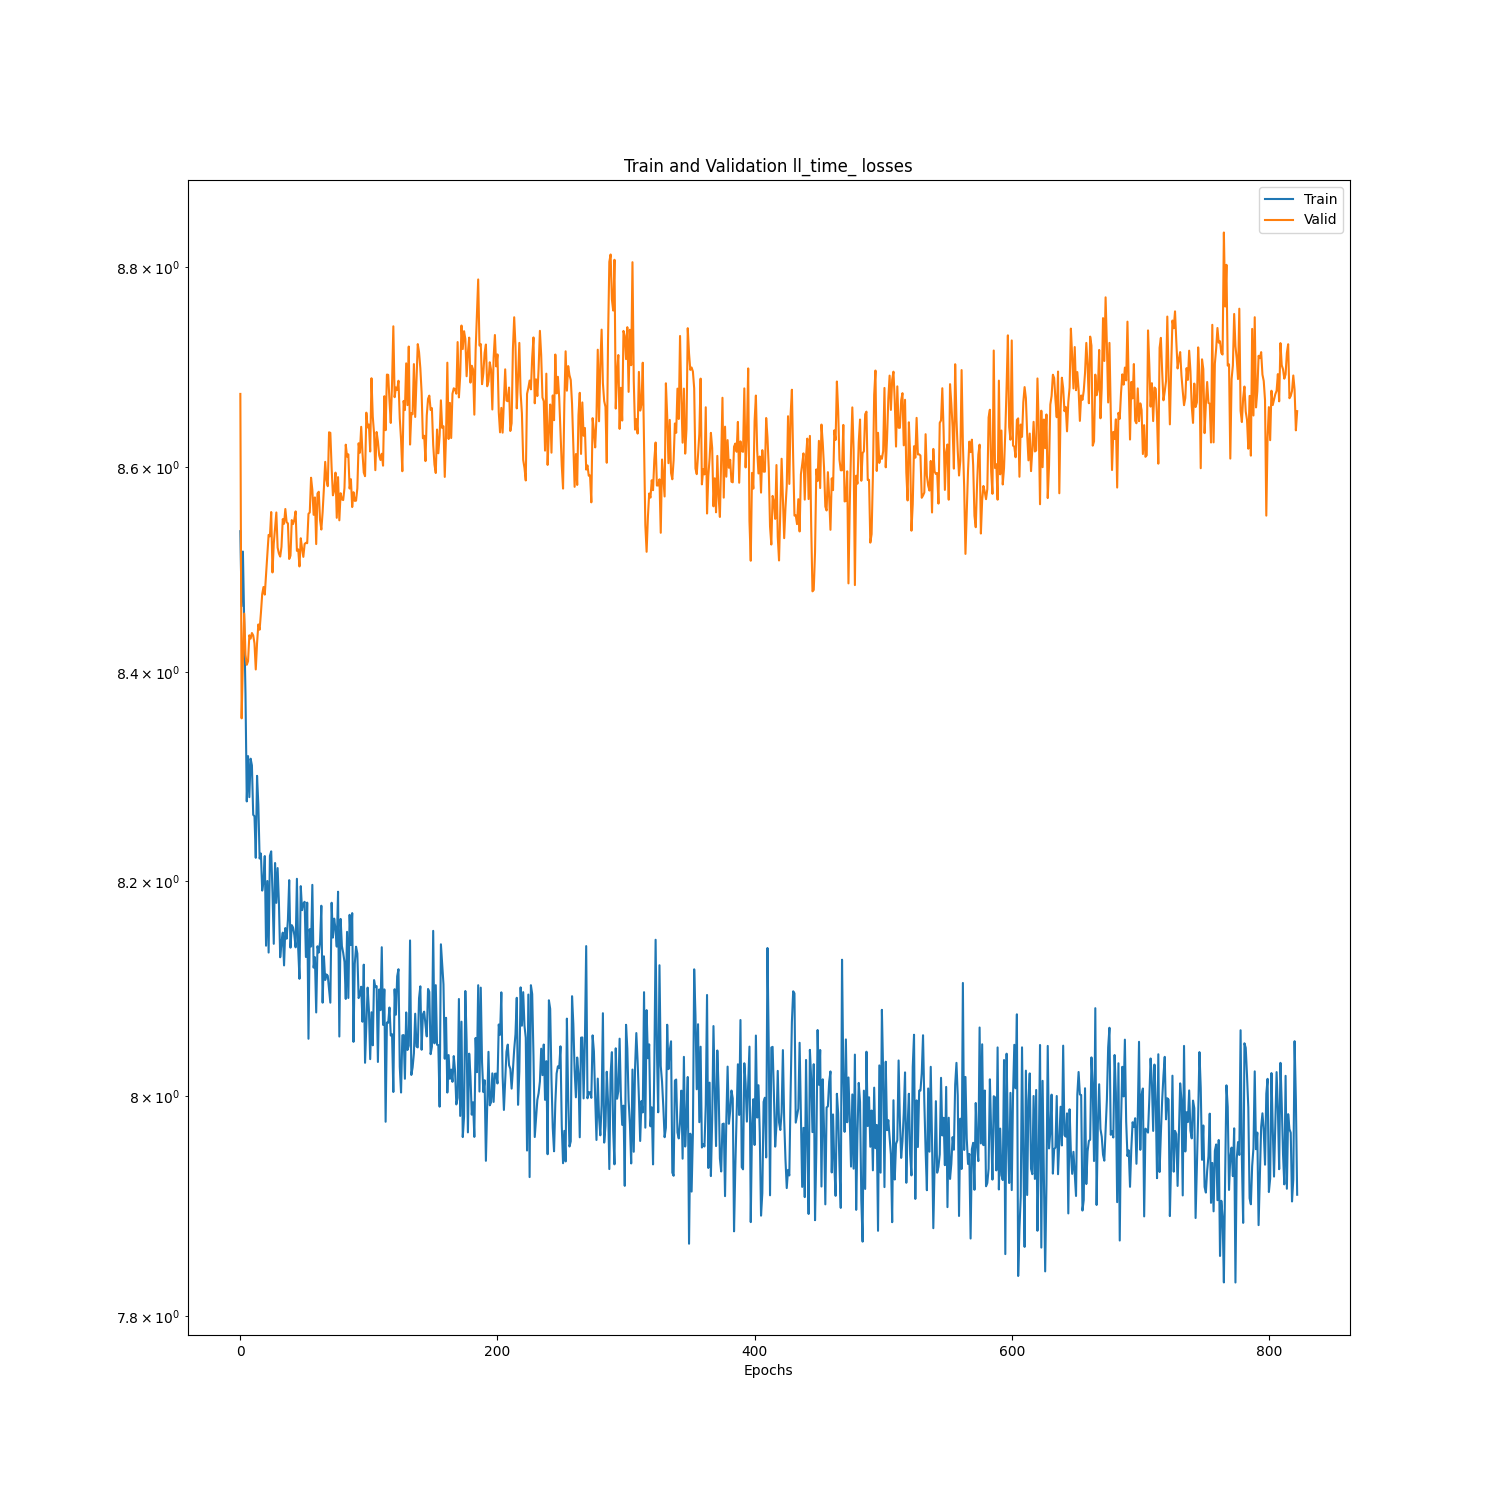 Train and Validation ll_time_ losses
Train
Valid
8.8 × 10⁰
8.6 × 10⁰
8.4 × 10⁰
8.2 × 10⁰
8 × 10⁰
7.8 × 10⁰
0 200 400 600 800
Epochs